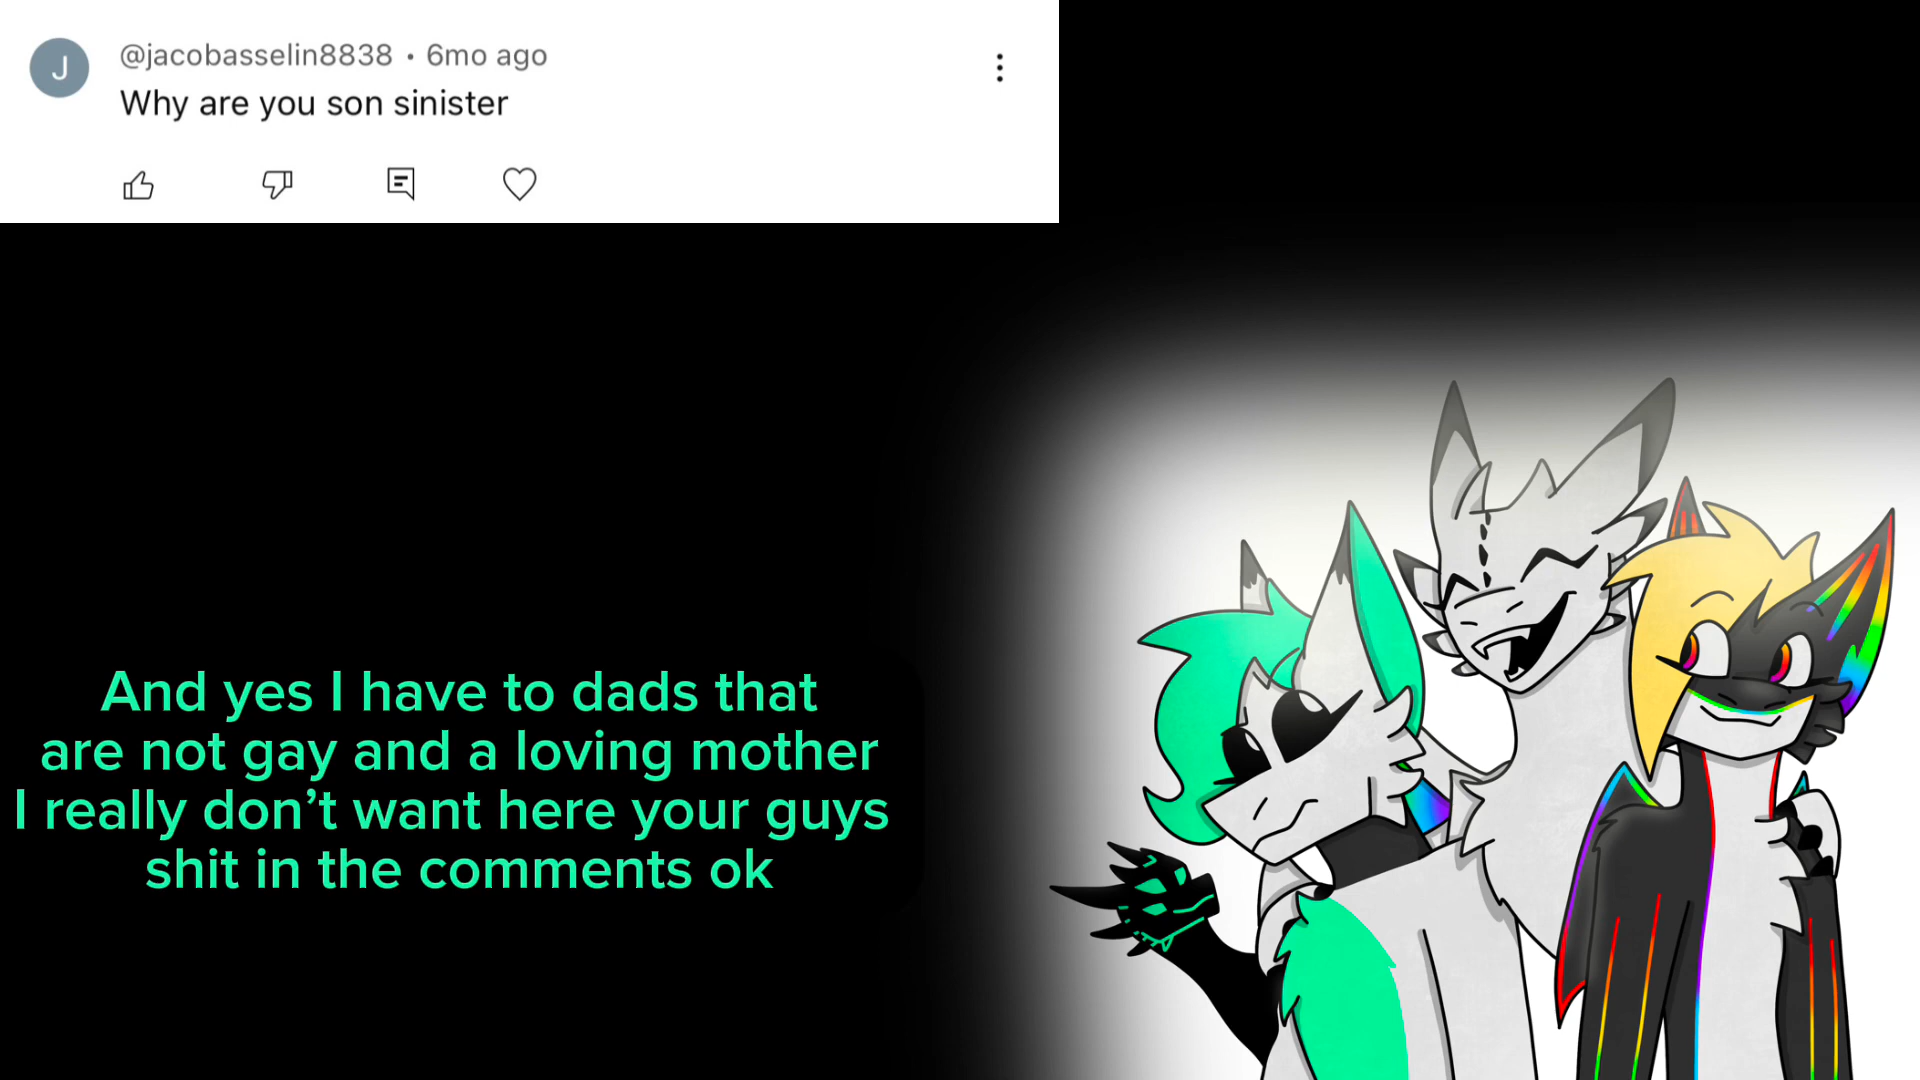 J
@jacobasselin8838 • 6mo ago
Why are you son sinister
And yes I have to dads that
are not gay and a loving mother
I really don’t want here your guys
shit in the comments ok